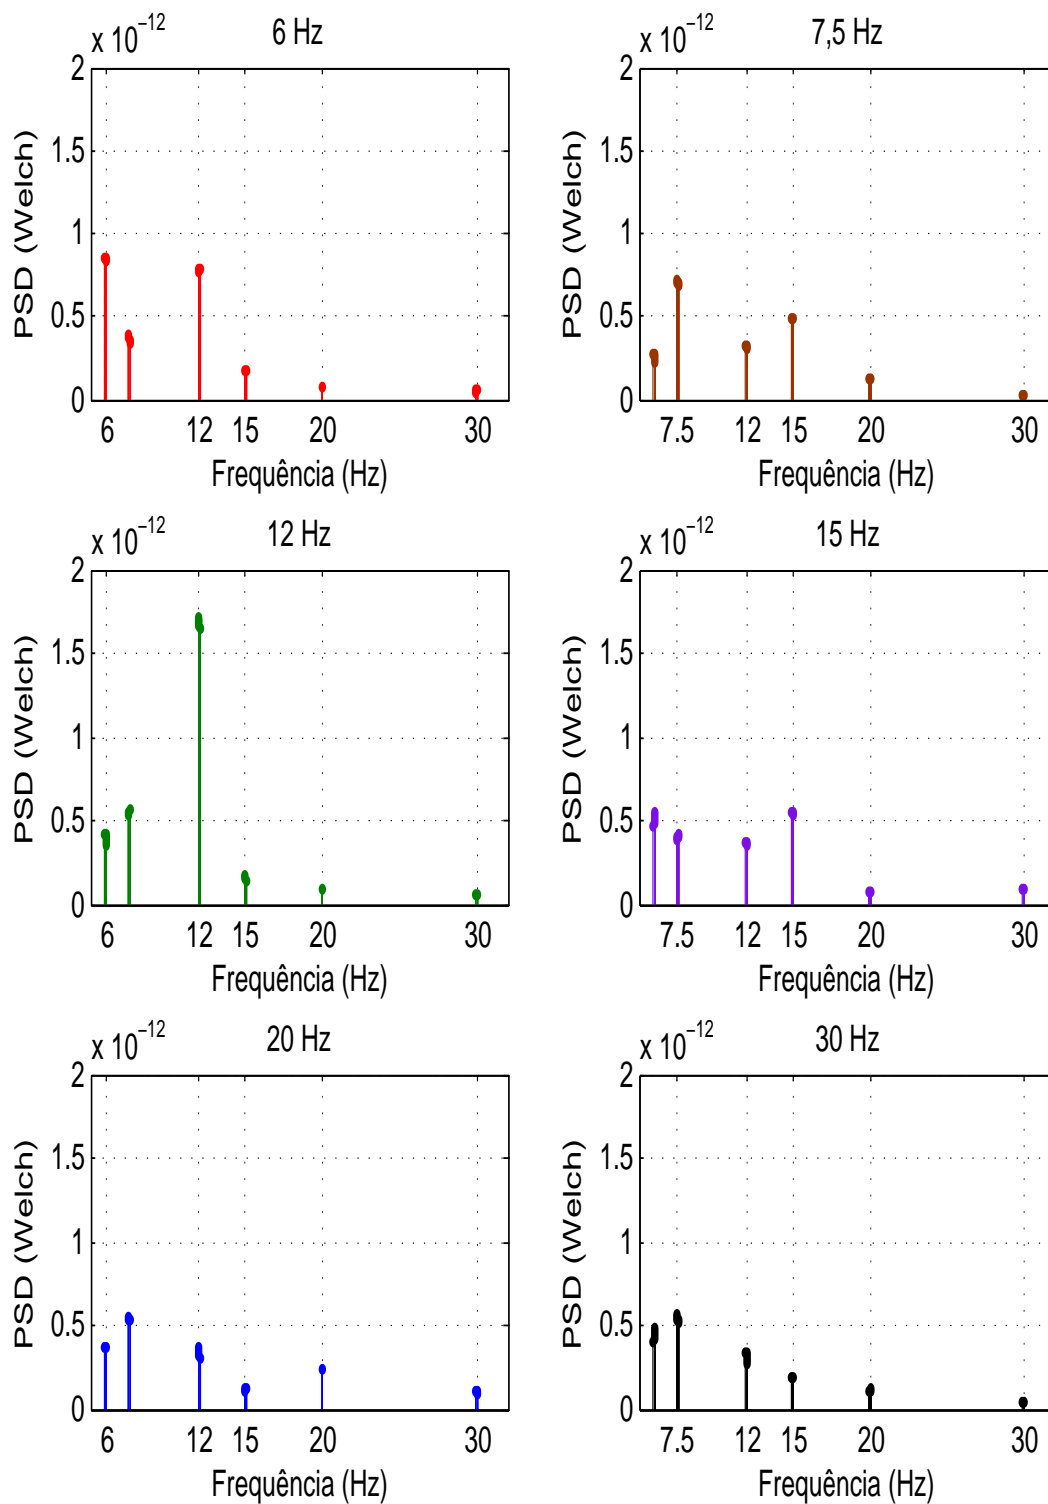 x 10⁻¹² 6 Hz
PSD (Welch)
2
1.5
1
0.5
0
6 12 15 20 30
Frequência (Hz)
x 10⁻¹² 7,5 Hz
PSD (Welch)
2
1.5
1
0.5
0
7.5 12 15 20 30
Frequência (Hz)
x 10⁻¹² 12 Hz
PSD (Welch)
2
1.5
1
0.5
0
6 12 15 20 30
Frequência (Hz)
x 10⁻¹² 15 Hz
PSD (Welch)
2
1.5
1
0.5
0
7.5 12 15 20 30
Frequência (Hz)
x 10⁻¹² 20 Hz
PSD (Welch)
2
1.5
1
0.5
0
6 12 15 20 30
Frequência (Hz)
x 10⁻¹² 30 Hz
PSD (Welch)
2
1.5
1
0.5
0
7.5 12 15 20 30
Frequência (Hz)